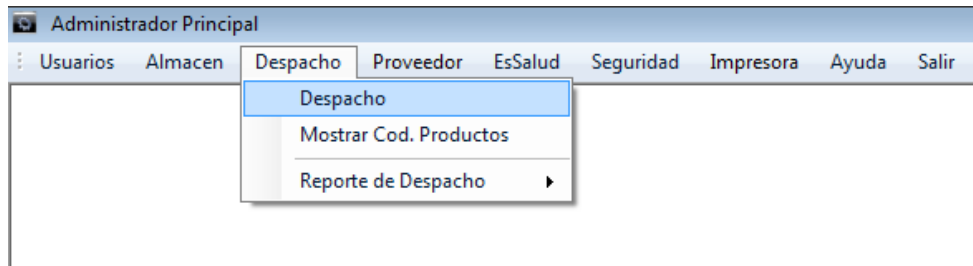 Administrador Principal
Usuarios Almacen Despacho Proveedor EsSalud Seguridad Impresora Ayuda Salir
Despacho
Mostrar Cod. Productos
Reporte de Despacho